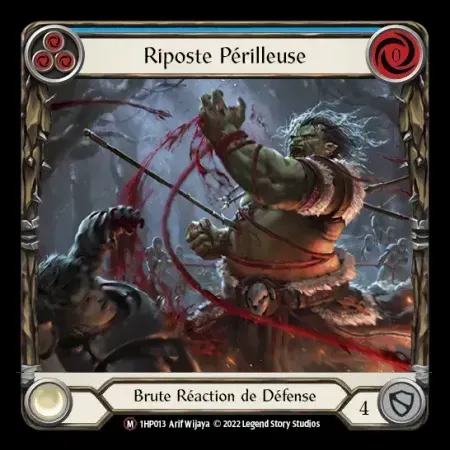 Riposte Périlleuse
0
Brute Réaction de Défense
4
M 1HP013 Arif Wijaya © 2022 Legend Story Studios